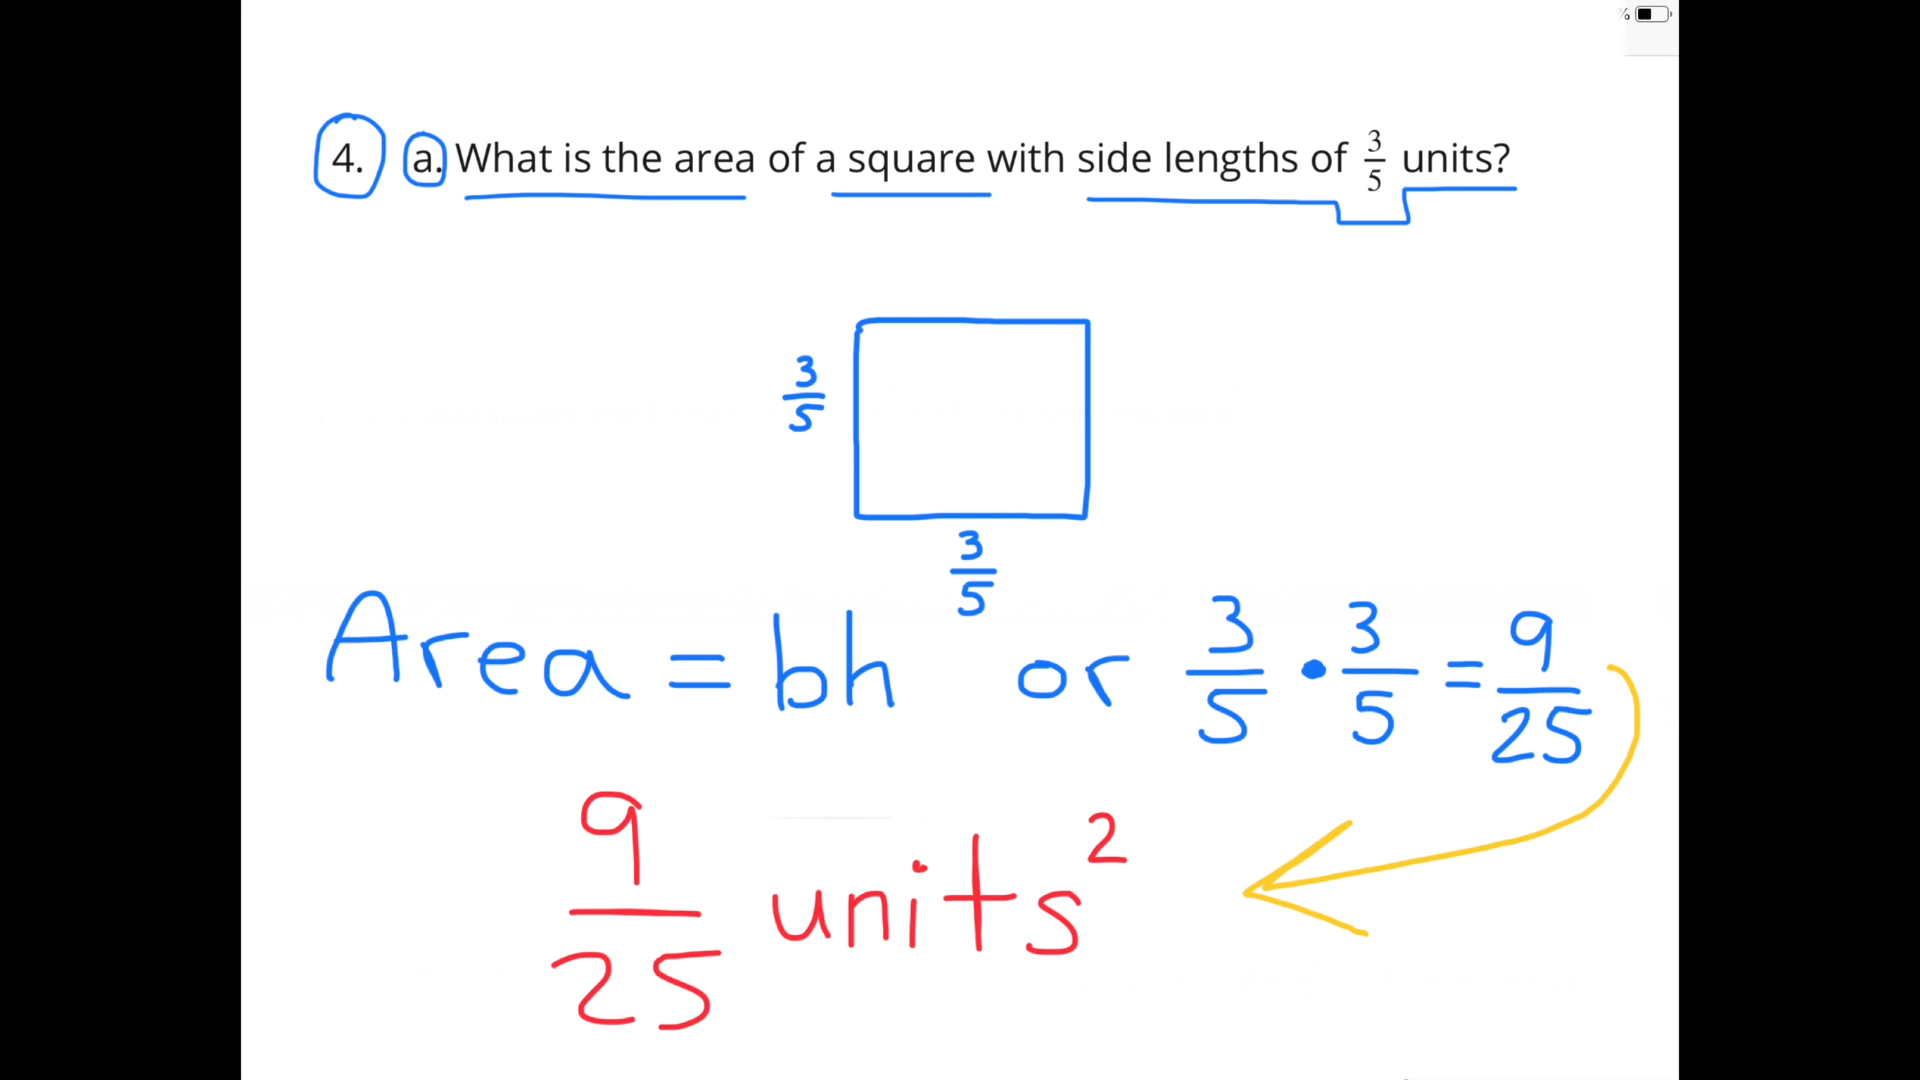 %
4. a. What is the area of a square with side lengths of 3/5 units?
3/5
3/5
Area = bh or 3/5 • 3/5 = 9/25
9/25 units²